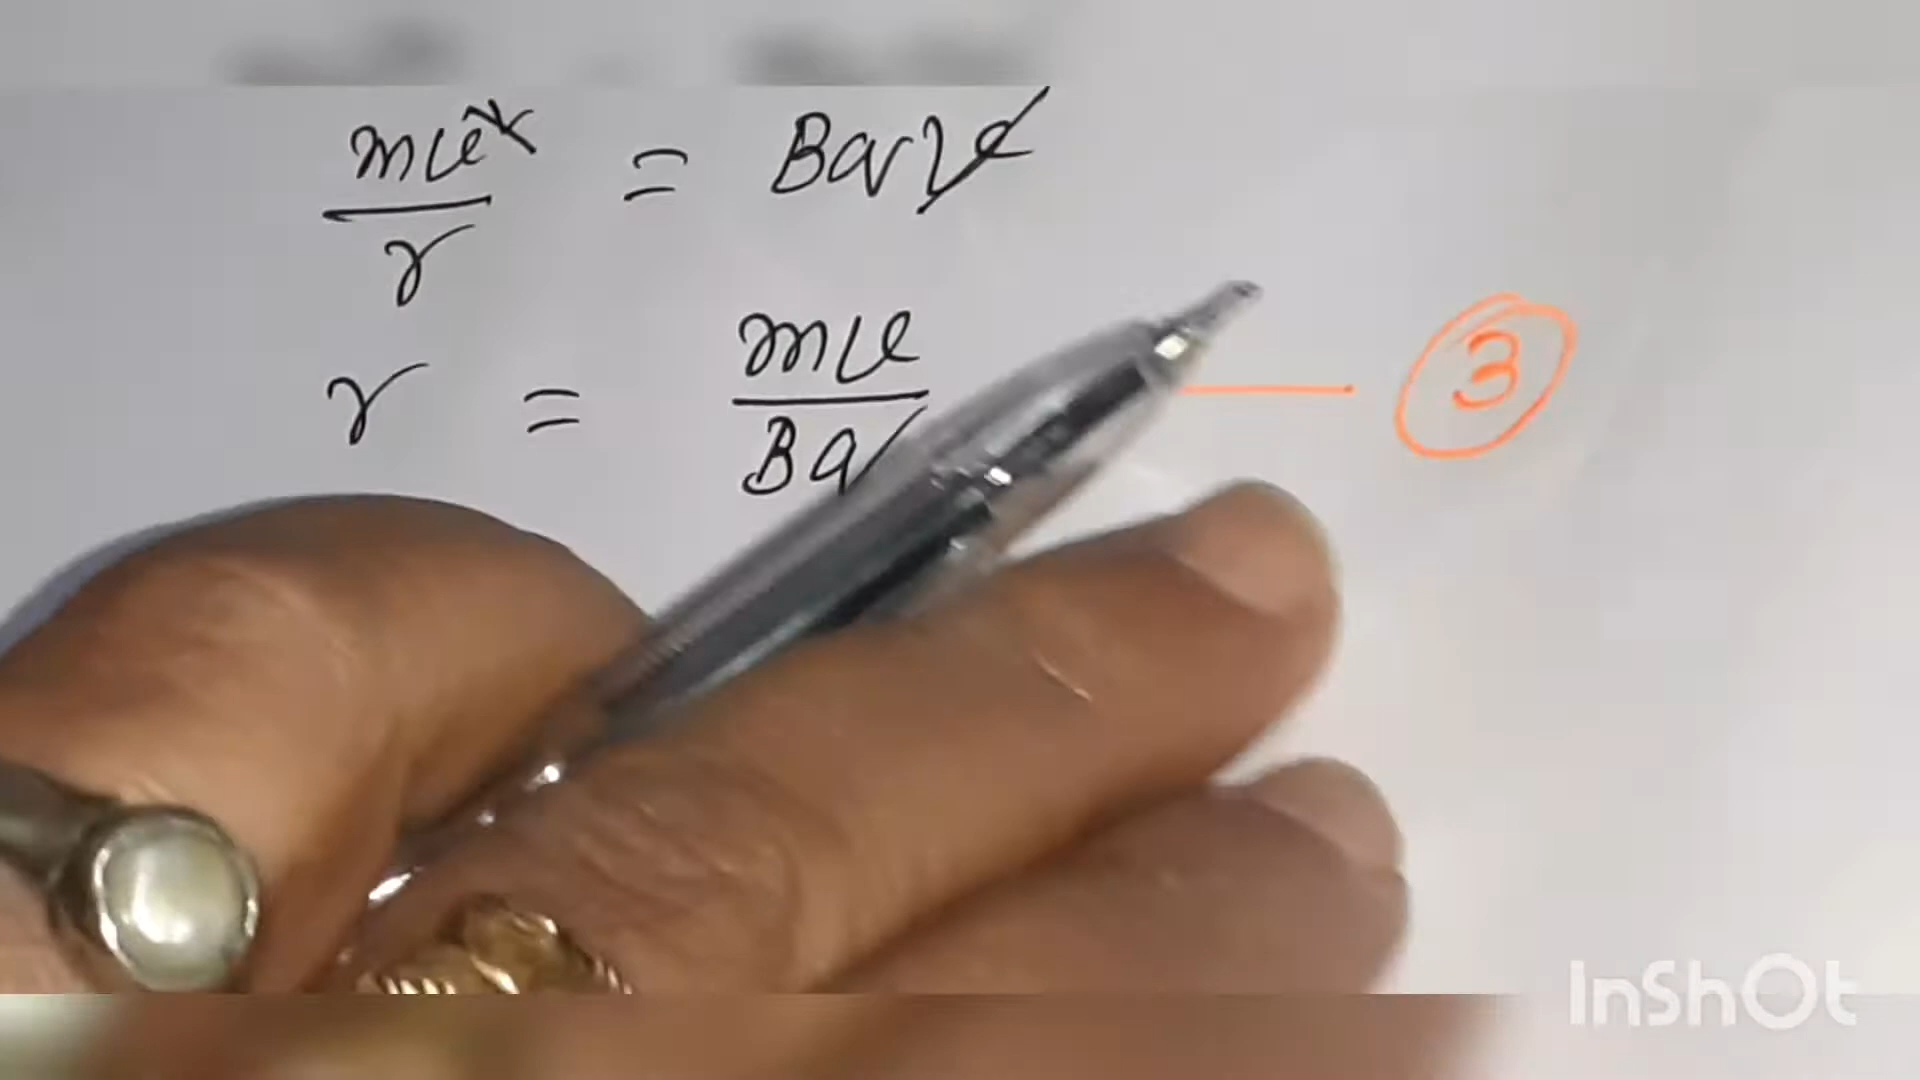 mv²/r = Bqv
r = mv/Bq
3
InShOt